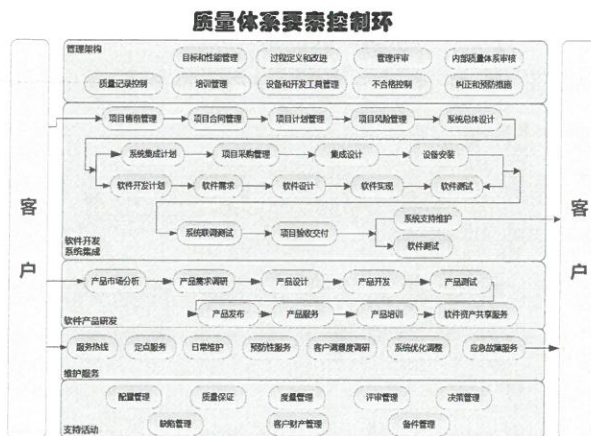 质量体系要素控制环
管理架构
目标和性能管理 过程定义和改进 管理评审 内部质量体系审核
质量记录控制 培训管理 设备和开发工具管理 不合格控制 纠正和预防措施
项目售前管理 项目合同管理 项目计划管理 项目风险管理 系统总体设计
系统集成计划 项目采购管理 集成设计 设备安装
软件开发计划 软件需求 软件设计 软件实现 软件测试
客户
客户
系统联调测试 项目验收交付 系统支持维护
软件测试
软件开发
系统集成
产品市场分析 产品需求调研 产品设计 产品开发 产品测试
产品发布 产品服务 产品培训 软件资产共享服务
软件产品研发
服务热线 定点服务 日常维护 预防性服务 客户满意度调研 系统优化调整 应急故障服务
维护服务
配置管理 质量保证 度量管理 评审管理 决策管理
缺陷管理 客户财产管理 备件管理
支持活动